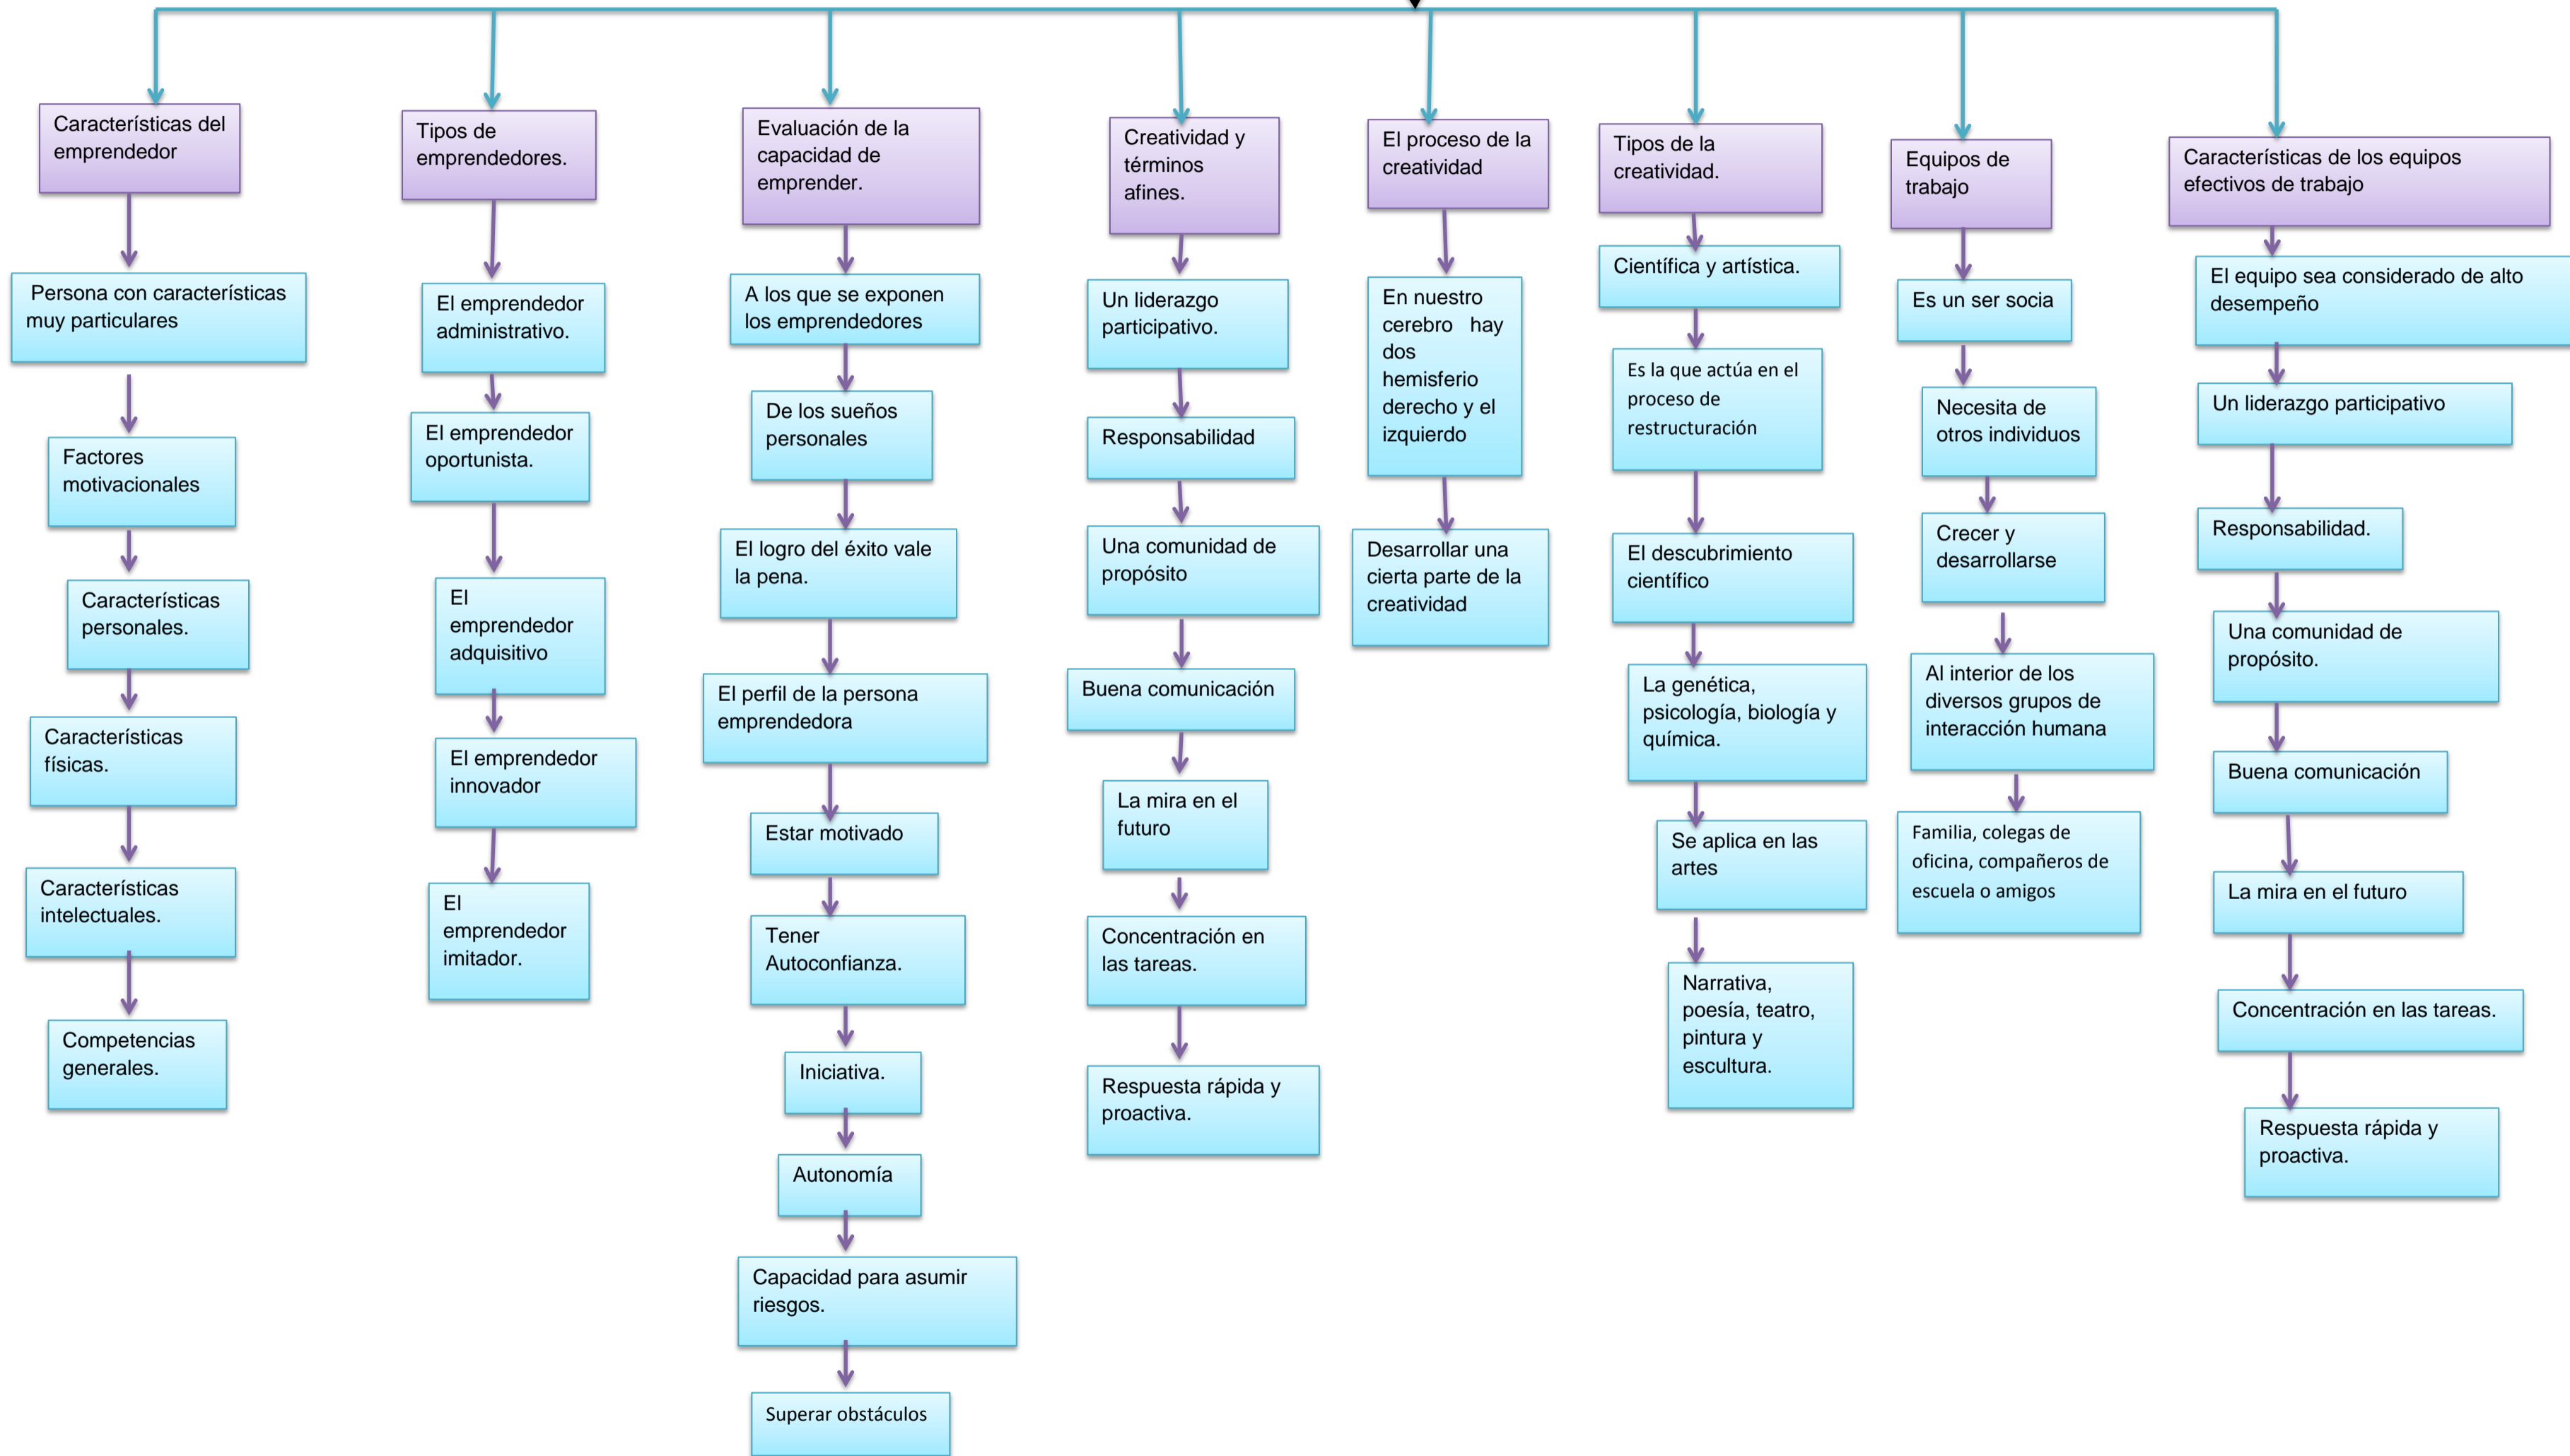 Características del
emprendedor
Persona con características
muy particulares
Factores
motivacionales
Características
personales.
Características
físicas.
Características
intelectuales.
Competencias
generales.
Tipos de
emprendedores.
El emprendedor
administrativo.
El emprendedor
oportunista.
El
emprendedor
adquisitivo
El emprendedor
innovador
El
emprendedor
imitador.
Evaluación de la
capacidad de
emprender.
A los que se exponen
los emprendedores
De los sueños
personales
El logro del éxito vale
la pena.
El perfil de la persona
emprendedora
Estar motivado
Tener
Autoconfianza.
Iniciativa.
Autonomía
Capacidad para asumir
riesgos.
Superar obstáculos
Creatividad y
términos
afines.
Un liderazgo
participativo.
Responsabilidad
Una comunidad de
propósito
Buena comunicación
La mira en el
futuro
Concentración en
las tareas.
Respuesta rápida y
proactiva.
El proceso de la
creatividad
En nuestro
cerebro hay
dos
hemisferio
derecho y el
izquierdo
Desarrollar una
cierta parte de la
creatividad
Tipos de la
creatividad.
Científica y artística.
Es la que actúa en el
proceso de
restructuración
El descubrimiento
científico
La genética,
psicología, biología y
química.
Se aplica en las
artes
Narrativa,
poesía, teatro,
pintura y
escultura.
Equipos de
trabajo
Es un ser socia
Necesita de
otros individuos
Crecer y
desarrollarse
Al interior de los
diversos grupos de
interacción humana
Familia, colegas de
oficina, compañeros de
escuela o amigos
Características de los equipos
efectivos de trabajo
El equipo sea considerado de alto
desempeño
Un liderazgo participativo
Responsabilidad.
Una comunidad de
propósito.
Buena comunicación
La mira en el futuro
Concentración en las tareas.
Respuesta rápida y
proactiva.